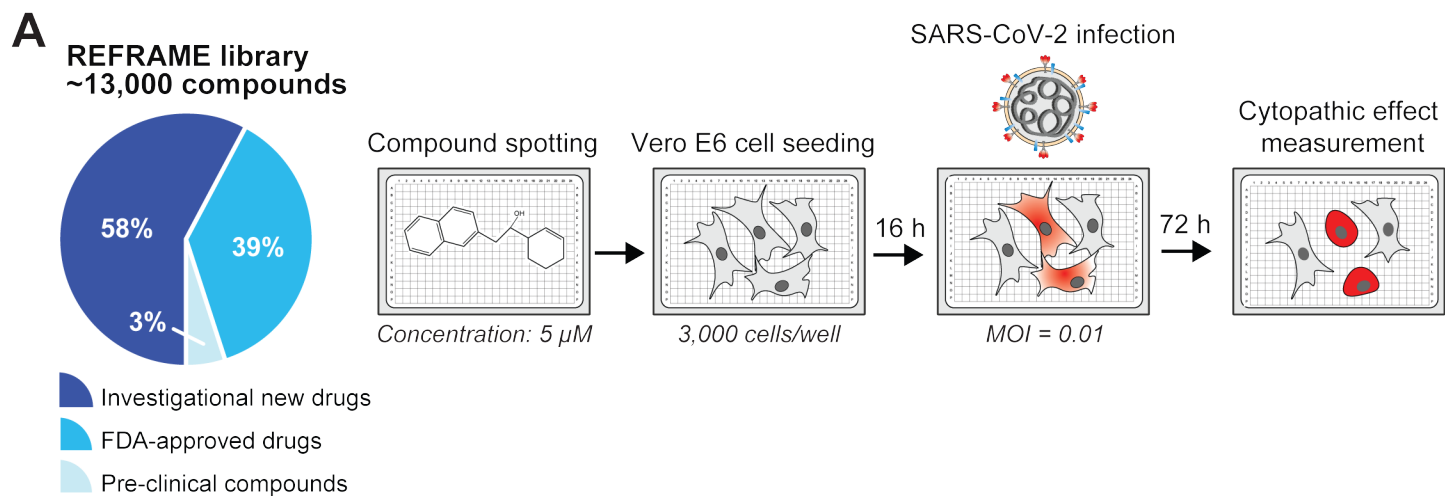 A
REFRAME library
~13,000 compounds
58%
39%
3%
Investigational new drugs
FDA-approved drugs
Pre-clinical compounds
Compound spotting
OH
Concentration: 5 µM
Vero E6 cell seeding
3,000 cells/well
16 h
SARS-CoV-2 infection
MOI = 0.01
72 h
Cytopathic effect
measurement